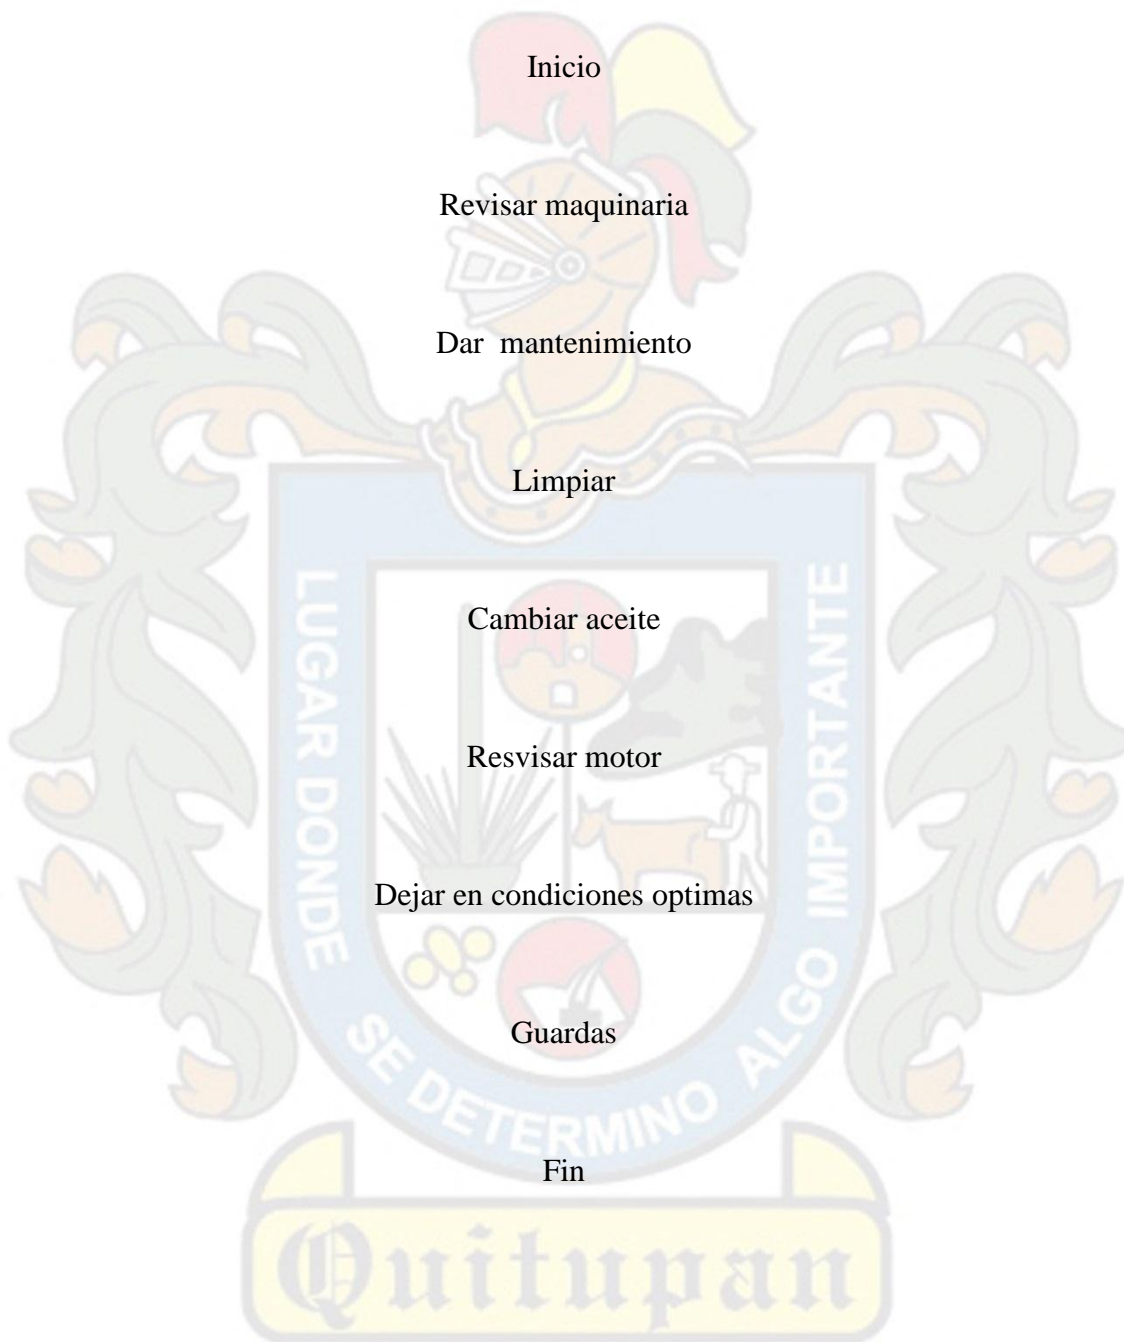 Inicio
Revisar maquinaria
Dar  mantenimiento
Limpiar
Cambiar aceite
Resvisar motor
Dejar en condiciones optimas
Guardas
Fin
LUGAR DONDE SE DETERMINO ALGO IMPORTANTE
Quitupan